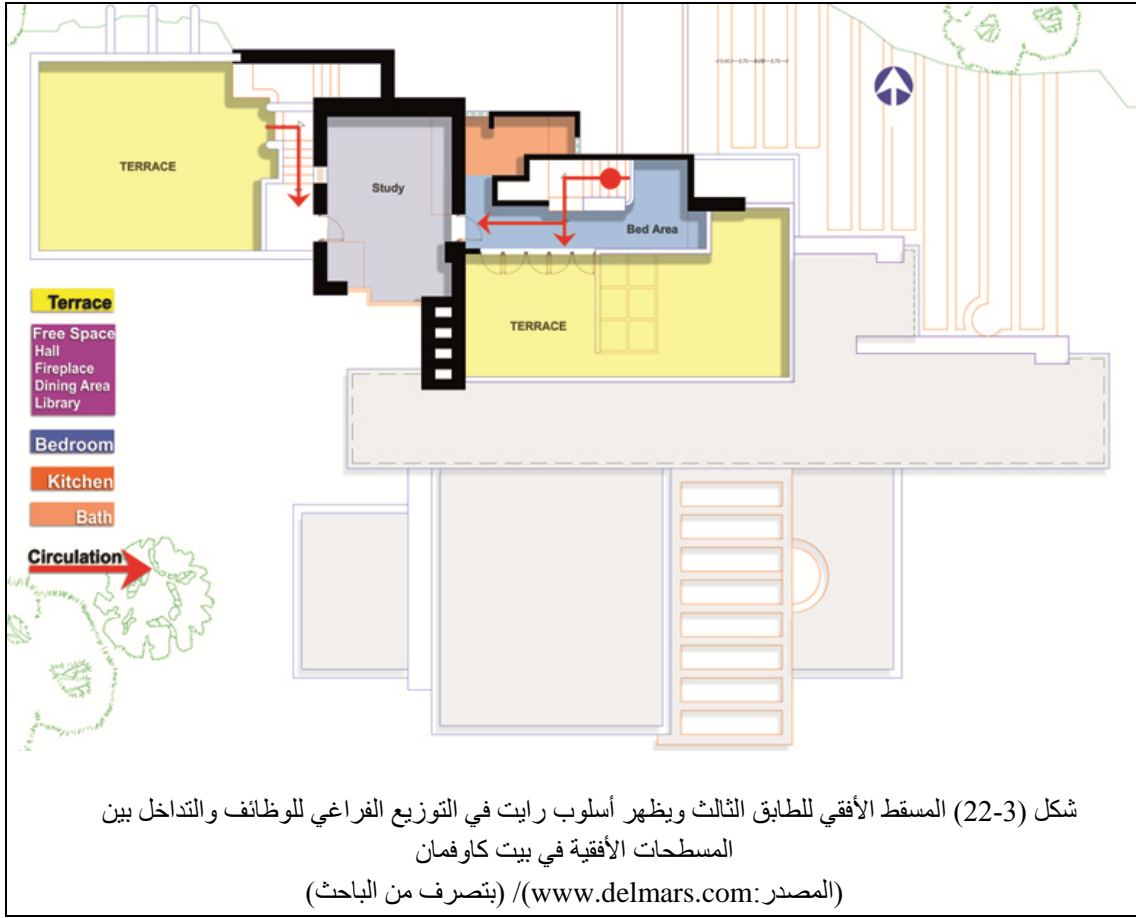 TERRACE
Study
Bed Area
TERRACE
Terrace
Free Space
Hall
Fireplace
Dining Area
Library
Bedroom
Kitchen
Bath
Circulation
شكل (3-22) المسقط الأفقي للطابق الثالث ويظهر أسلوب رايت في التوزيع الفراغي للوظائف والتداخل بين
المسطحات الأفقية في بيت كاوفمان
(المصدر:www.delmars.com)/ (بتصرف من الباحث)